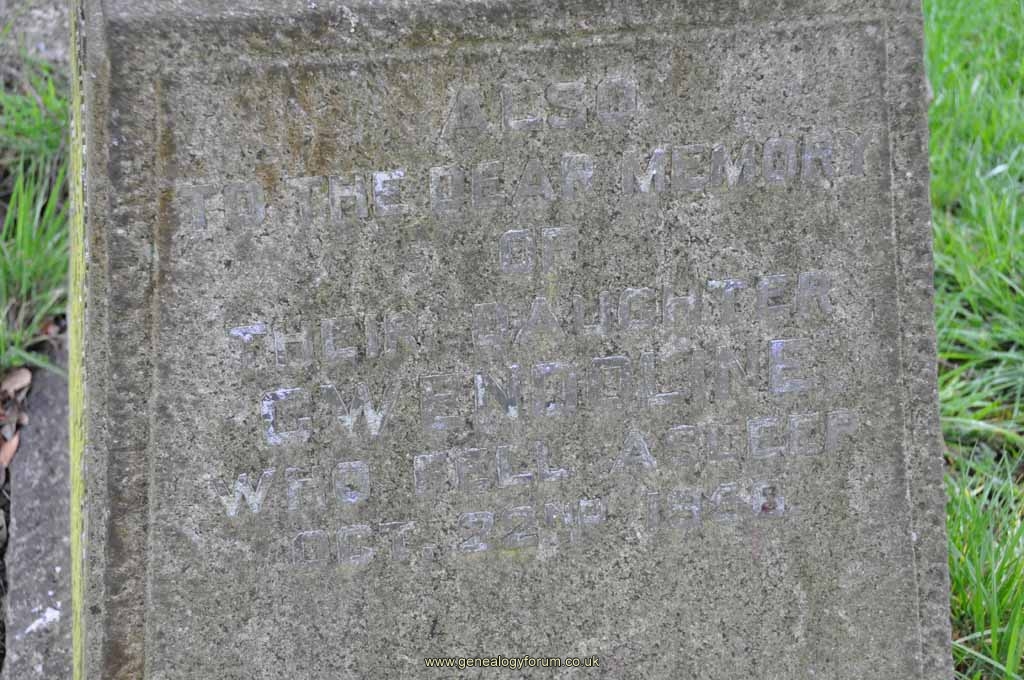 ALSO
TO THE DEAR MEMORY
OF
THEIR DAUGHTER
GWENDOLINE,
WHO FELL ASLEEP
OCT. 22ND
www.genealogyforum.co.uk